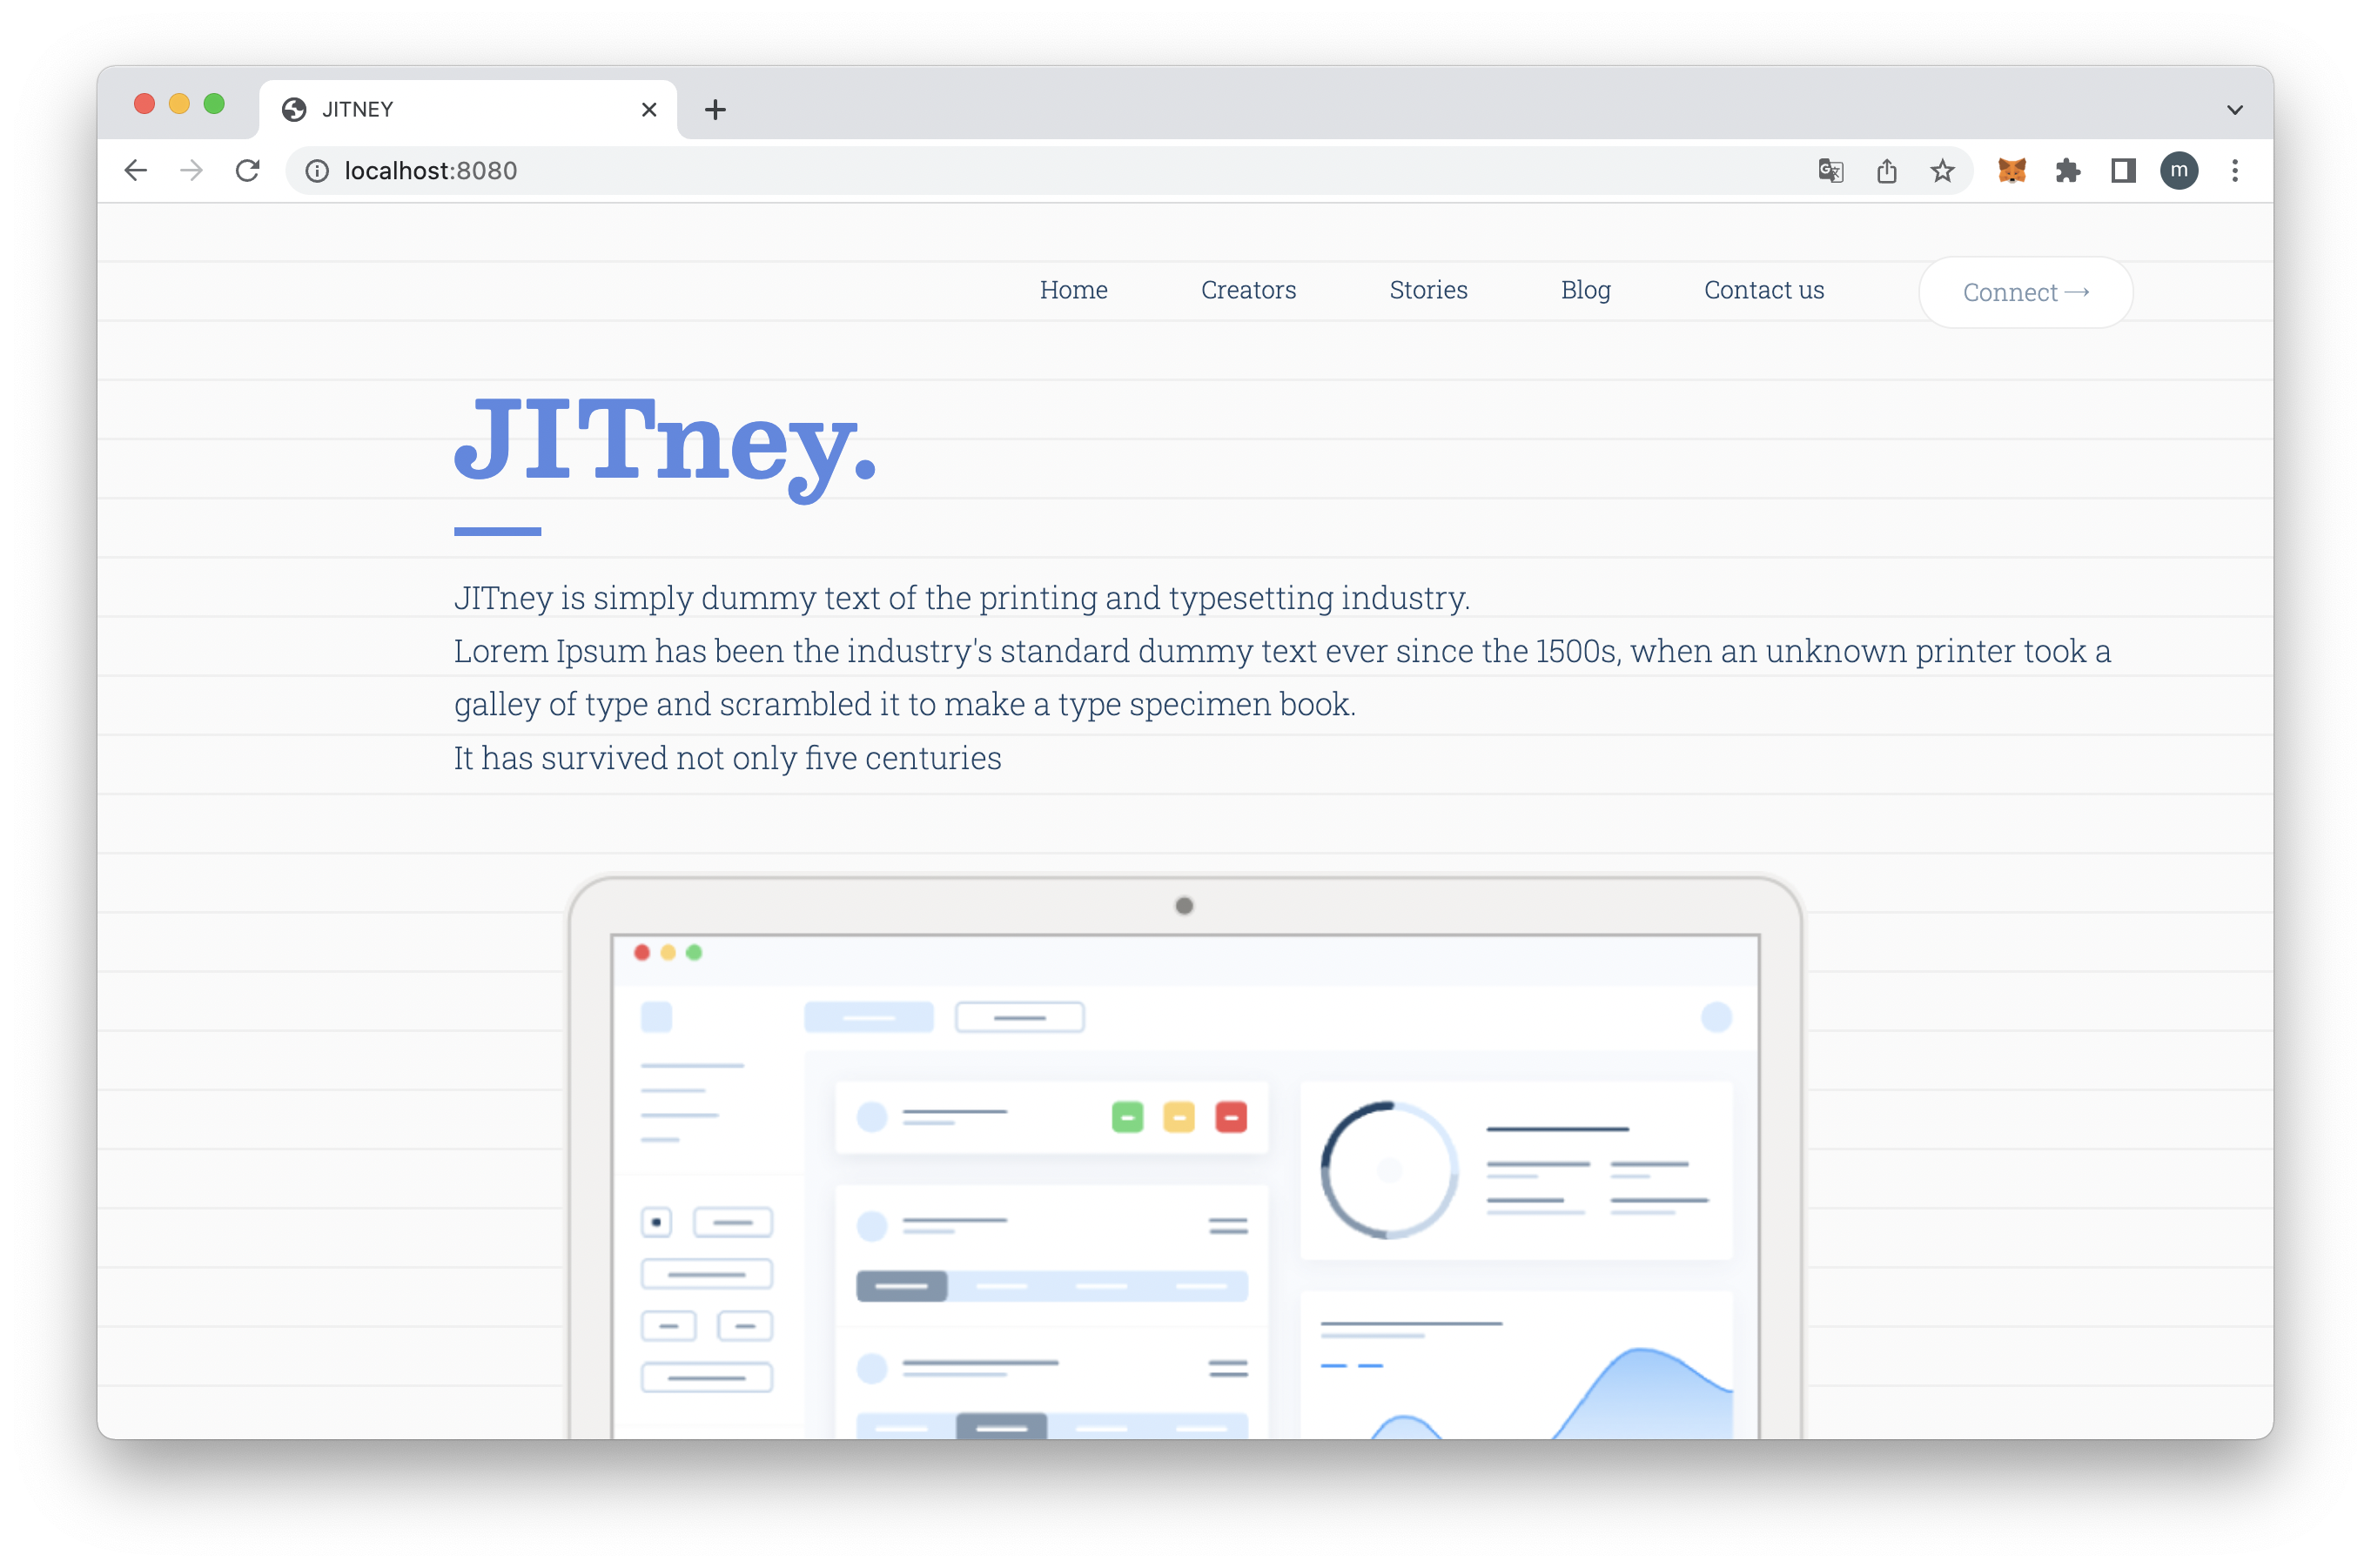 JITNEY
localhost:8080
m
Home Creators Stories Blog Contact us Connect →
JITney.
JITney is simply dummy text of the printing and typesetting industry.
Lorem Ipsum has been the industry's standard dummy text ever since the 1500s, when an unknown printer took a
galley of type and scrambled it to make a type specimen book.
It has survived not only five centuries